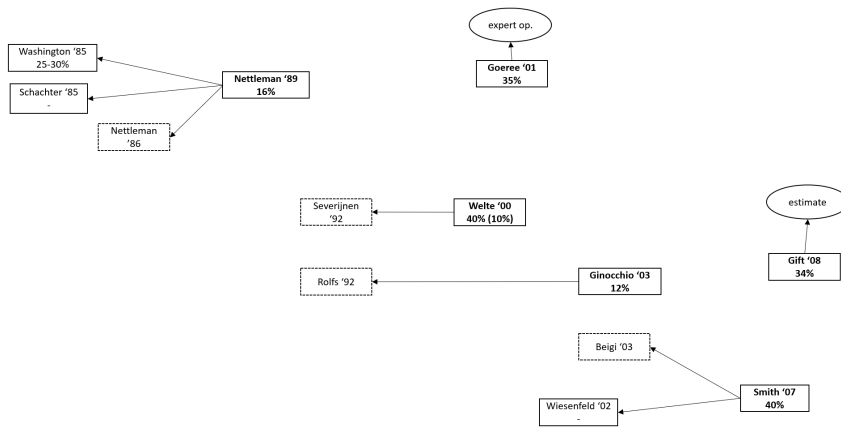 expert op.
Washington ‘85
25-30%
Goeree ‘01
35%
Nettleman ‘89
16%
Schachter ‘85
-
Nettleman
‘86
Severijnen
‘92
Welte ‘00
40% (10%)
estimate
Gift ‘08
34%
Rolfs ‘92
Ginocchio ‘03
12%
Beigi ‘03
Smith ‘07
40%
Wiesenfeld ‘02
-